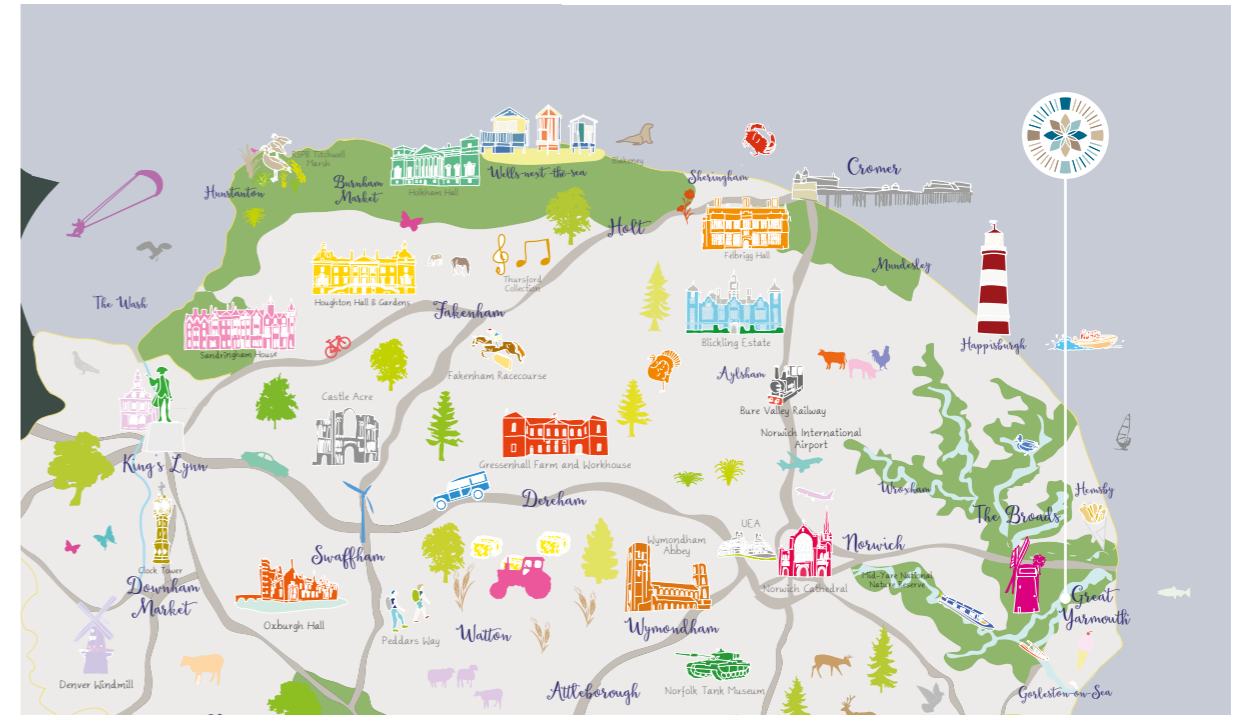 RSPB Titchwell
Marsh
Hunstanton
Burnham
Market
Holkham Hall
Wells-next-the-sea
Blakeney
Sheringham
Cromer
Holt
Felbrigg Hall
Mundesley
Thursford
Collection
Houghton Hall & Gardens
The Wash
Fakenham
Sandringham House
Blickling Estate
Happisburgh
Fakenham Racecourse
Aylsham
Castle Acre
Bure Valley Railway
Norwich International
Airport
King's Lynn
Gressenhall Farm and Workhouse
Wroxham
Hemsby
Dereham
The Broads
UEA
Wymondham
Abbey
Norwich
Swaffham
Clock Tower
Downham
Market
Norwich Cathedral
Mid-Yare National
Nature Reserve
Great
Yarmouth
Oxburgh Hall
Peddars Way
Watton
Wymondham
Denver Windmill
Attleborough
Norfolk Tank Museum
Gorleston-on-Sea